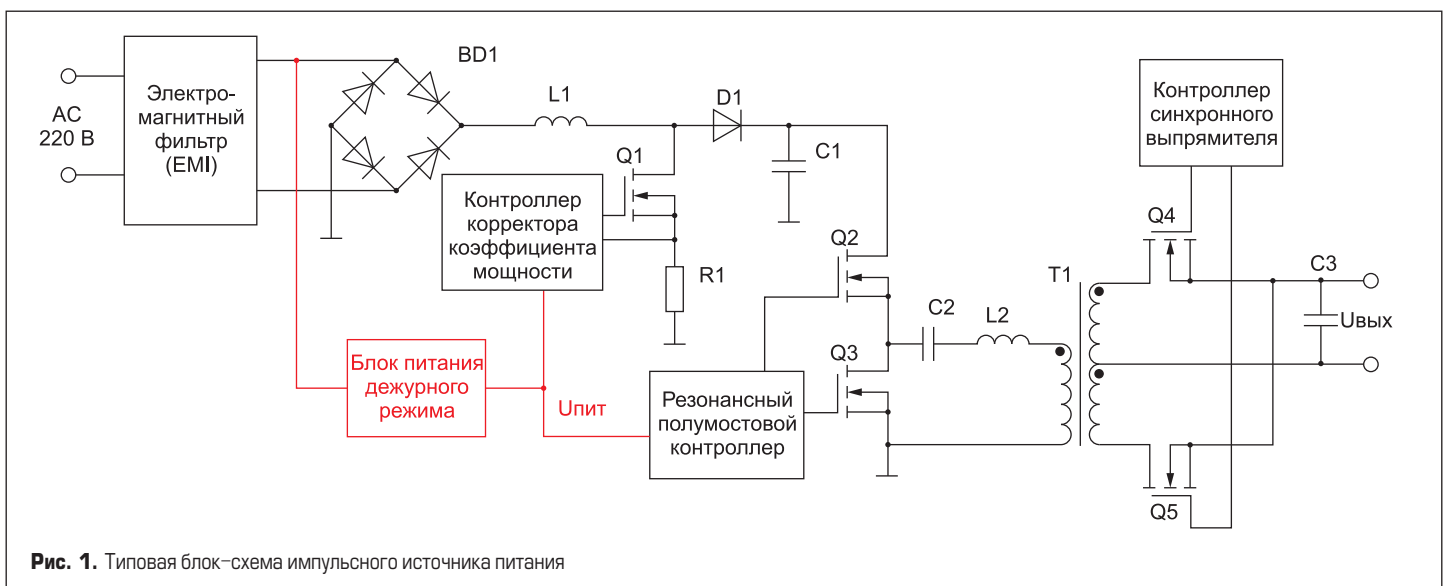 AC
220 В
Электро-
магнитный
фильтр
(EMI)
BD1
L1
D1
C1
Q1
Контроллер
корректора
коэффициента
мощности
R1
Блок питания
дежурного
режима
Uпит
Резонансный
полумостовой
контроллер
Q2
Q3
C2
L2
T1
Контроллер
синхронного
выпрямителя
Q4
Q5
C3
Uвых
Рис. 1. Типовая блок-схема импульсного источника питания